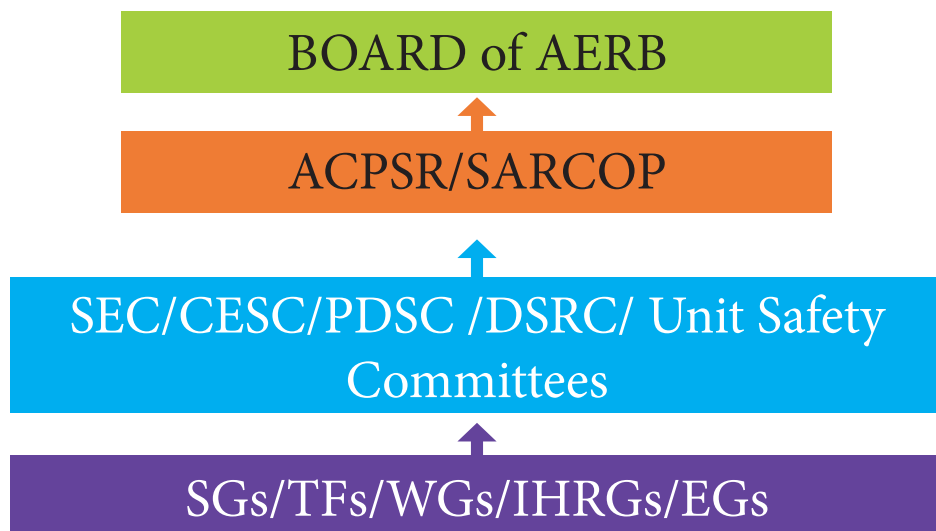 BOARD of AERB
ACPSR/SARCOP
SEC/CESC/PDSC /DSRC/ Unit Safety
Committees
SGs/TFs/WGs/IHRGs/EGs